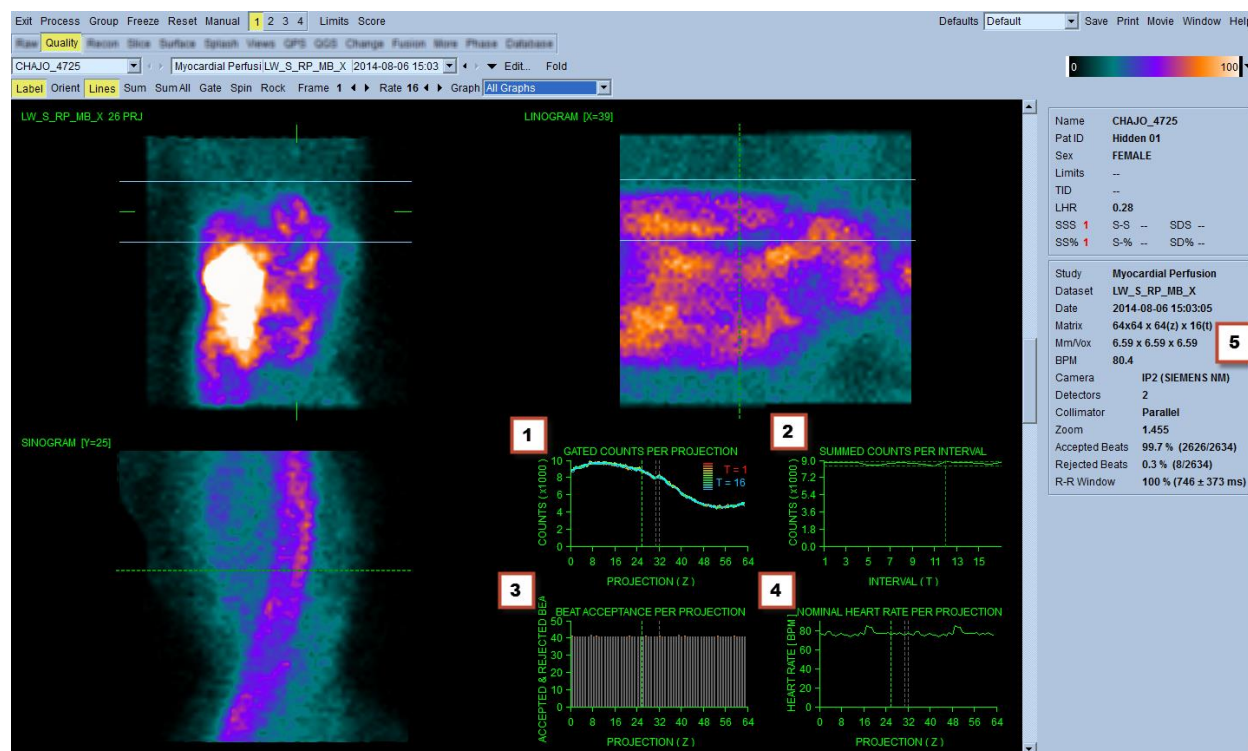 Exit Process Group Freeze Reset Manual 1 2 3 4 Limits Score Defaults Default Save Print Movie Window Help
Raw Quality Recon Slice Surface Splash Views QPS QGS Change Fusion More Phase Database
CHAJO_4725 Myocardial Perfusi LW_S_RP_MB_X 2014-08-06 15:03 Edit... Fold
0 100
Label Orient Lines Sum Sum All Gate Spin Rock Frame 1 Rate 16 Graph All Graphs
LW_S_RP_MB_X 26 PRJ
LINOGRAM [X=39]
SINOGRAM [Y=25]
1
GATED COUNTS PER PROJECTION
COUNTS (x1000)
10
8
6
4
2
0
T = 1
T = 16
0 8 16 24 32 40 48 56 64
PROJECTION ( Z )
2
SUMMED COUNTS PER INTERVAL
COUNTS (x1000)
9.0
7.2
5.4
3.6
1.8
0.0
1 3 5 7 9 11 13 15
INTERVAL ( T )
3
BEAT ACCEPTANCE PER PROJECTION
ACCEPTED & REJECTED BEA
50
40
30
20
10
0
0 8 16 24 32 40 48 56 64
PROJECTION ( Z )
4
NOMINAL HEART RATE PER PROJECTION
HEART RATE [ BPM ]
80
60
40
20
0
0 8 16 24 32 40 48 56 64
PROJECTION ( Z )
Name CHAJO_4725
Pat ID Hidden 01
Sex FEMALE
Limits --
TID --
LHR 0.28
SSS 1 S-S -- SDS --
SS% 1 S-% -- SD% --
Study Myocardial Perfusion
Dataset LW_S_RP_MB_X
Date 2014-08-06 15:03:05
Matrix 64x64 x 64(z) x 16(t)
Mm/Vox 6.59 x 6.59 x 6.59
5
BPM 80.4
Camera IP2 (SIEMENS NM)
Detectors 2
Collimator Parallel
Zoom 1.455
Accepted Beats 99.7 % (2626/2634)
Rejected Beats 0.3 % (8/2634)
R-R Window 100 % (746 ± 373 ms)